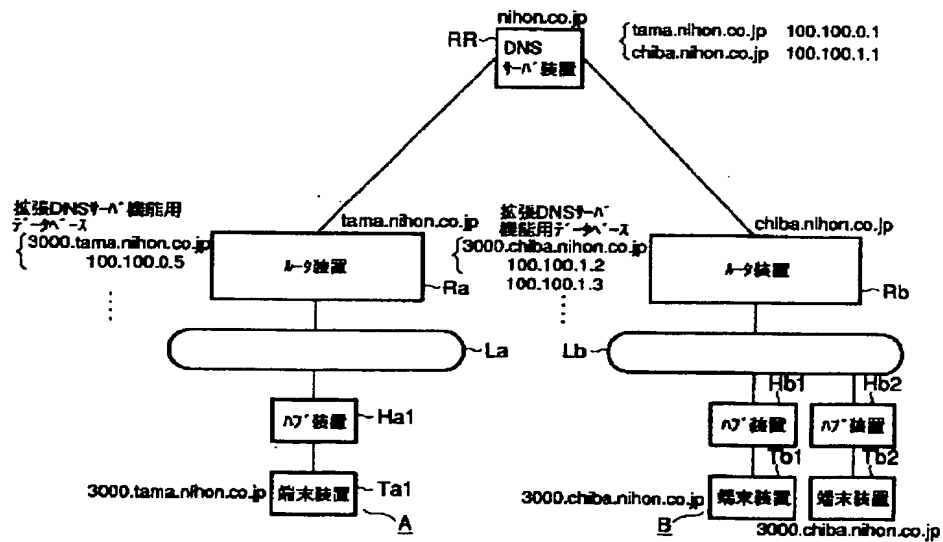 nihon.co.jp
RR
DNS
サーバ装置
tama.nihon.co.jp 100.100.0.1
chiba.nihon.co.jp 100.100.1.1
拡張DNSサーバ機能用
データベース
3000.tama.nihon.co.jp
100.100.0.5
tama.nihon.co.jp
ルータ装置
Ra
拡張DNSサーバ
機能用データベース
3000.chiba.nihon.co.jp
100.100.1.2
100.100.1.3
chiba.nihon.co.jp
ルータ装置
Rb
La
Lb
ハブ装置
Ha1
Hb1
Hb2
ハブ装置
ハブ装置
3000.tama.nihon.co.jp
端末装置
Ta1
A
Tb1
Tb2
3000.chiba.nihon.co.jp
端末装置
端末装置
B
3000.chiba.nihon.co.jp